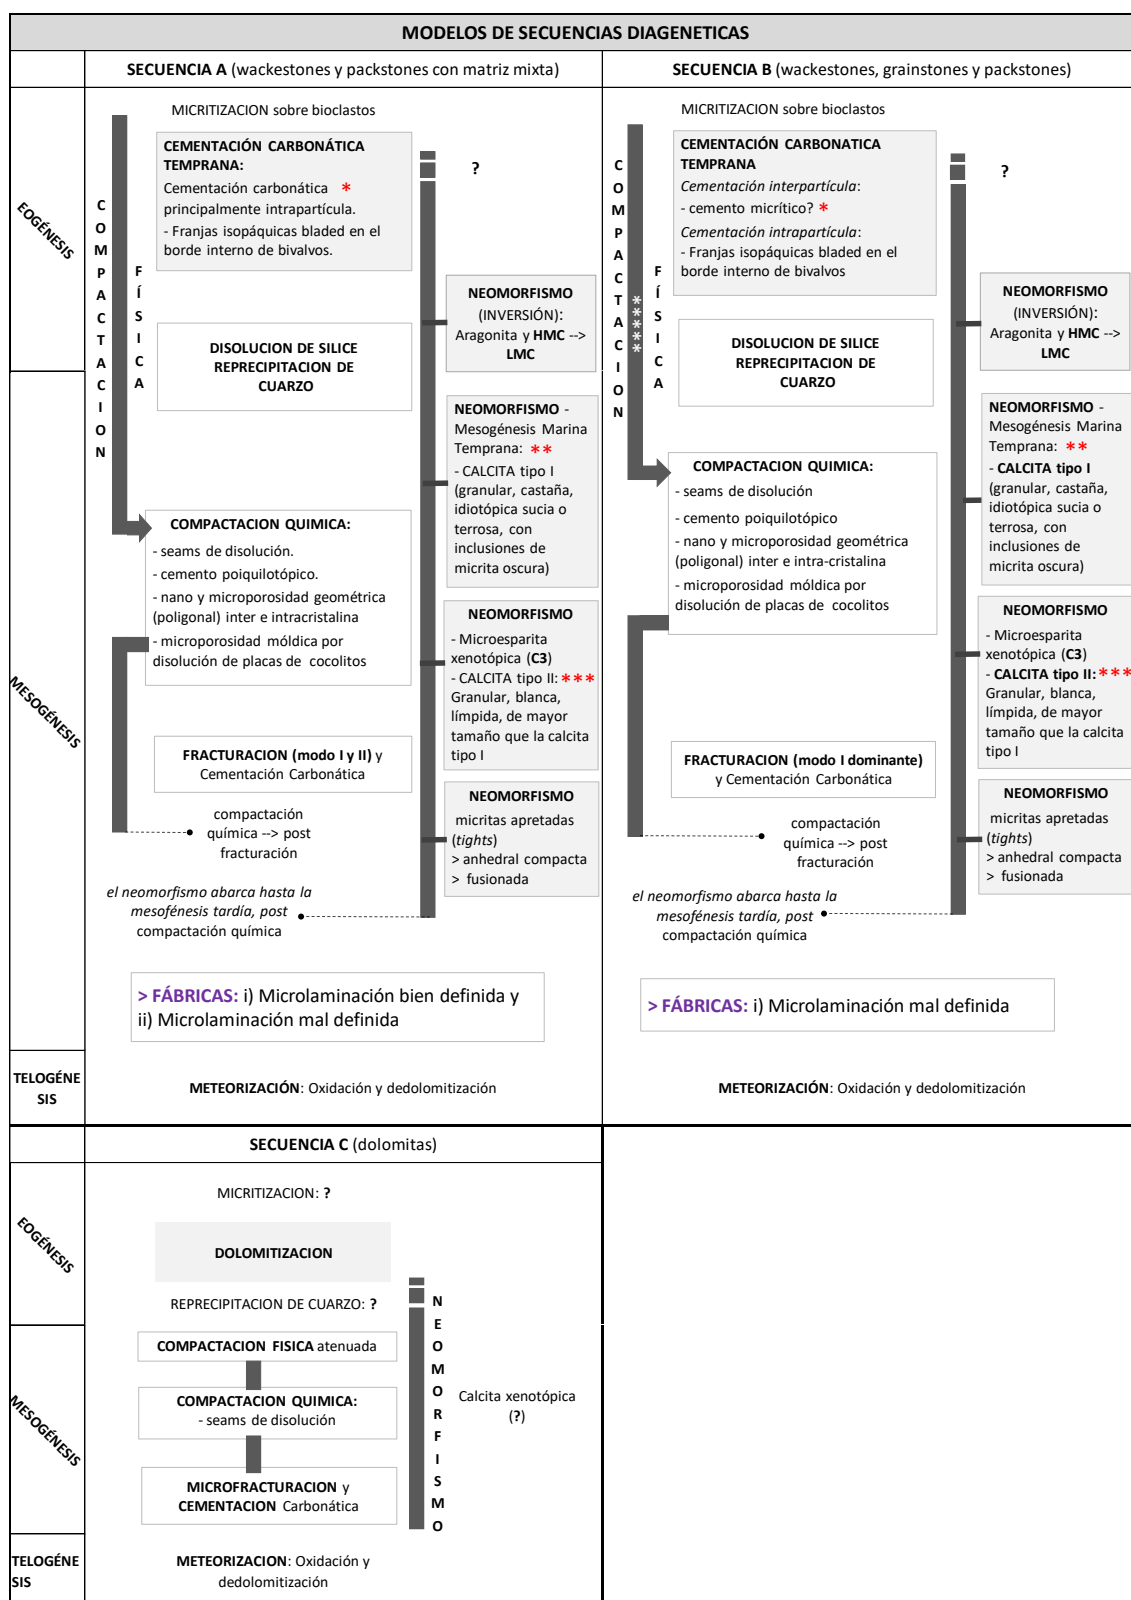 MODELOS DE SECUENCIAS DIAGENETICAS
SECUENCIA A (wackestones y packstones con matriz mixta)
EOGÉNESIS
COMPACTACION
FÍSICA
MICRITIZACION sobre bioclastos
CEMENTACIÓN CARBONÁTICA
TEMPRANA:
Cementación carbonática *
principalmente intrapartícula.
- Franjas isopáquicas bladed en el
borde interno de bivalvos.
?
NEOMORFISMO
(INVERSIÓN):
Aragonita y HMC -->
LMC
DISOLUCION DE SILICE
REPRECIPITACION DE
CUARZO
MESOGÉNESIS
NEOMORFISMO -
Mesogénesis Marina
Temprana: **
- CALCITA tipo I
(granular, castaña,
idiotópica sucia o
terrosa, con
inclusiones de
micrita oscura)
COMPACTACION QUIMICA:
- seams de disolución.
- cemento poiquilotópico.
- nano y microporosidad geométrica
(poligonal) inter e intracristalina
- microporosidad móldica por
disolución de placas de cocolitos
NEOMORFISMO
- Microesparita
xenotópica (C3)
- CALCITA tipo II: ***
Granular, blanca,
límpida, de mayor
tamaño que la calcita
tipo I
FRACTURACION (modo I y II) y
Cementación Carbonática
NEOMORFISMO
micritas apretadas
(tights)
> anhedral compacta
> fusionada
compactación
química --> post
fracturación
el neomorfismo abarca hasta la
mesofénesis tardía, post
compactación química
> FÁBRICAS: i) Microlaminación bien definida y
ii) Microlaminación mal definida
TELOGÉNE
SIS
METEORIZACIÓN: Oxidación y dedolomitización
SECUENCIA B (wackestones, grainstones y packstones)
COMPACTACION
*****
FÍSICA
MICRITIZACION sobre bioclastos
CEMENTACIÓN CARBONATICA
TEMPRANA
Cementación interpartícula:
- cemento micrítico? *
Cementación intrapartícula:
- Franjas isopáquicas bladed en el
borde interno de bivalvos
?
NEOMORFISMO
(INVERSIÓN):
Aragonita y HMC -->
LMC
DISOLUCION DE SILICE
REPRECIPITACION DE
CUARZO
NEOMORFISMO -
Mesogénesis Marina
Temprana: **
- CALCITA tipo I
(granular, castaña,
idiotópica sucia o
terrosa, con
inclusiones de
micrita oscura)
COMPACTACION QUIMICA:
- seams de disolución
- cemento poiquilotópico
- nano y microporosidad geométrica
(poligonal) inter e intra-cristalina
- microporosidad móldica por
disolución de placas de cocolitos
NEOMORFISMO
- Microesparita
xenotópica (C3)
- CALCITA tipo II: ***
Granular, blanca,
límpida, de mayor
tamaño que la calcita
tipo I
FRACTURACION (modo I dominante)
y Cementación Carbonática
NEOMORFISMO
micritas apretadas
(tights)
> anhedral compacta
> fusionada
compactación
química --> post
fracturación
el neomorfismo abarca hasta la
mesofénesis tardía, post
compactación química
> FÁBRICAS: i) Microlaminación mal definida
METEORIZACIÓN: Oxidación y dedolomitización
SECUENCIA C (dolomitas)
EOGÉNESIS
MICRITIZACION: ?
DOLOMITIZACION
REPRECIPITACION DE CUARZO: ?
NEOMORFISMO
MESOGÉNESIS
COMPACTACION FISICA atenuada
COMPACTACION QUIMICA:
- seams de disolución
Calcita xenotópica
(?)
MICROFRACTURACION y
CEMENTACION Carbonática
TELOGÉNE
SIS
METEORIZACION: Oxidación y
dedolomitización